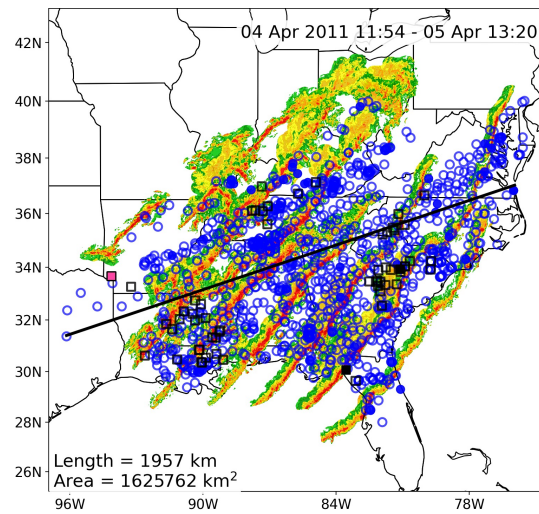 04 Apr 2011 11:54 - 05 Apr 13:20
42N
40N
38N
36N
34N
32N
30N
28N
26N
Length = 1957 km
Area = 1625762 km²
96W 90W 84W 78W